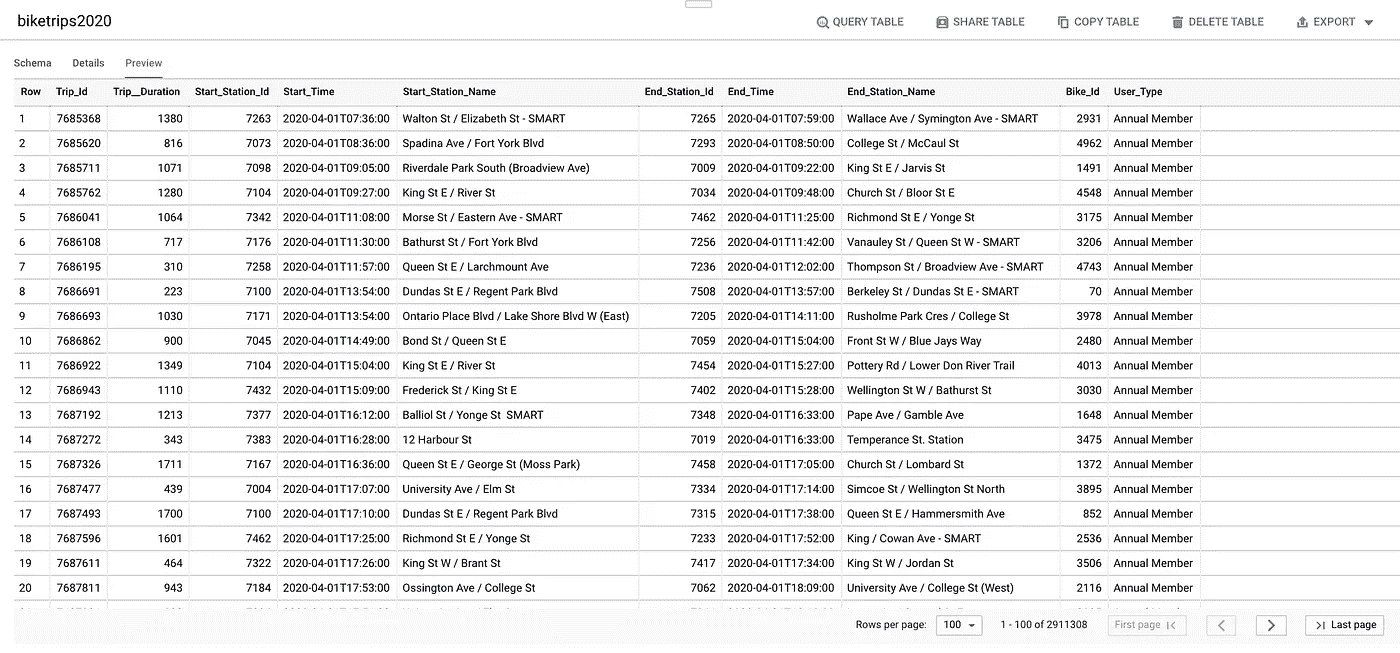 biketrips2020 QUERY TABLE SHARE TABLE COPY TABLE DELETE TABLE EXPORT
Schema Details Preview
Row Trip_Id Trip__Duration Start_Station_Id Start_Time Start_Station_Name End_Station_Id End_Time End_Station_Name Bike_Id User_Type
1 7685368 1380 7263 2020-04-01T07:36:00 Walton St / Elizabeth St - SMART 7265 2020-04-01T07:59:00 Wallace Ave / Symington Ave - SMART 2931 Annual Member
2 7685620 816 7073 2020-04-01T08:36:00 Spadina Ave / Fort York Blvd 7293 2020-04-01T08:50:00 College St / McCaul St 4962 Annual Member
3 7685711 1071 7098 2020-04-01T09:05:00 Riverdale Park South (Broadview Ave) 7009 2020-04-01T09:22:00 King St E / Jarvis St 1491 Annual Member
4 7685762 1280 7104 2020-04-01T09:27:00 King St E / River St 7034 2020-04-01T09:48:00 Church St / Bloor St E 4548 Annual Member
5 7686041 1064 7342 2020-04-01T11:08:00 Morse St / Eastern Ave - SMART 7462 2020-04-01T11:25:00 Richmond St E / Yonge St 3175 Annual Member
6 7686108 717 7176 2020-04-01T11:30:00 Bathurst St / Fort York Blvd 7256 2020-04-01T11:42:00 Vanauley St / Queen St W - SMART 3206 Annual Member
7 7686195 310 7258 2020-04-01T11:57:00 Queen St E / Larchmount Ave 7236 2020-04-01T12:02:00 Thompson St / Broadview Ave - SMART 4743 Annual Member
8 7686691 223 7100 2020-04-01T13:54:00 Dundas St E / Regent Park Blvd 7508 2020-04-01T13:57:00 Berkeley St / Dundas St E - SMART 70 Annual Member
9 7686693 1030 7171 2020-04-01T13:54:00 Ontario Place Blvd / Lake Shore Blvd W (East) 7205 2020-04-01T14:11:00 Rusholme Park Cres / College St 3978 Annual Member
10 7686862 900 7045 2020-04-01T14:49:00 Bond St / Queen St E 7059 2020-04-01T15:04:00 Front St W / Blue Jays Way 2480 Annual Member
11 7686922 1349 7104 2020-04-01T15:04:00 King St E / River St 7454 2020-04-01T15:27:00 Pottery Rd / Lower Don River Trail 4013 Annual Member
12 7686943 1110 7432 2020-04-01T15:09:00 Frederick St / King St E 7402 2020-04-01T15:28:00 Wellington St W / Bathurst St 3030 Annual Member
13 7687192 1213 7377 2020-04-01T16:12:00 Balliol St / Yonge St SMART 7348 2020-04-01T16:33:00 Pape Ave / Gamble Ave 1648 Annual Member
14 7687272 343 7383 2020-04-01T16:28:00 12 Harbour St 7019 2020-04-01T16:33:00 Temperance St. Station 3475 Annual Member
15 7687326 1711 7167 2020-04-01T16:36:00 Queen St E / George St (Moss Park) 7458 2020-04-01T17:05:00 Church St / Lombard St 1372 Annual Member
16 7687477 439 7004 2020-04-01T17:07:00 University Ave / Elm St 7334 2020-04-01T17:14:00 Simcoe St / Wellington St North 3895 Annual Member
17 7687493 1700 7100 2020-04-01T17:10:00 Dundas St E / Regent Park Blvd 7315 2020-04-01T17:38:00 Queen St E / Hammersmith Ave 852 Annual Member
18 7687596 1601 7462 2020-04-01T17:25:00 Richmond St E / Yonge St 7233 2020-04-01T17:52:00 King / Cowan Ave - SMART 2536 Annual Member
19 7687611 464 7322 2020-04-01T17:26:00 King St W / Brant St 7417 2020-04-01T17:34:00 King St W / Jordan St 3506 Annual Member
20 7687811 943 7184 2020-04-01T17:53:00 Ossington Ave / College St 7062 2020-04-01T18:09:00 University Ave / College St (West) 2116 Annual Member
Rows per page: 100 1 - 100 of 2911308 First page Last page